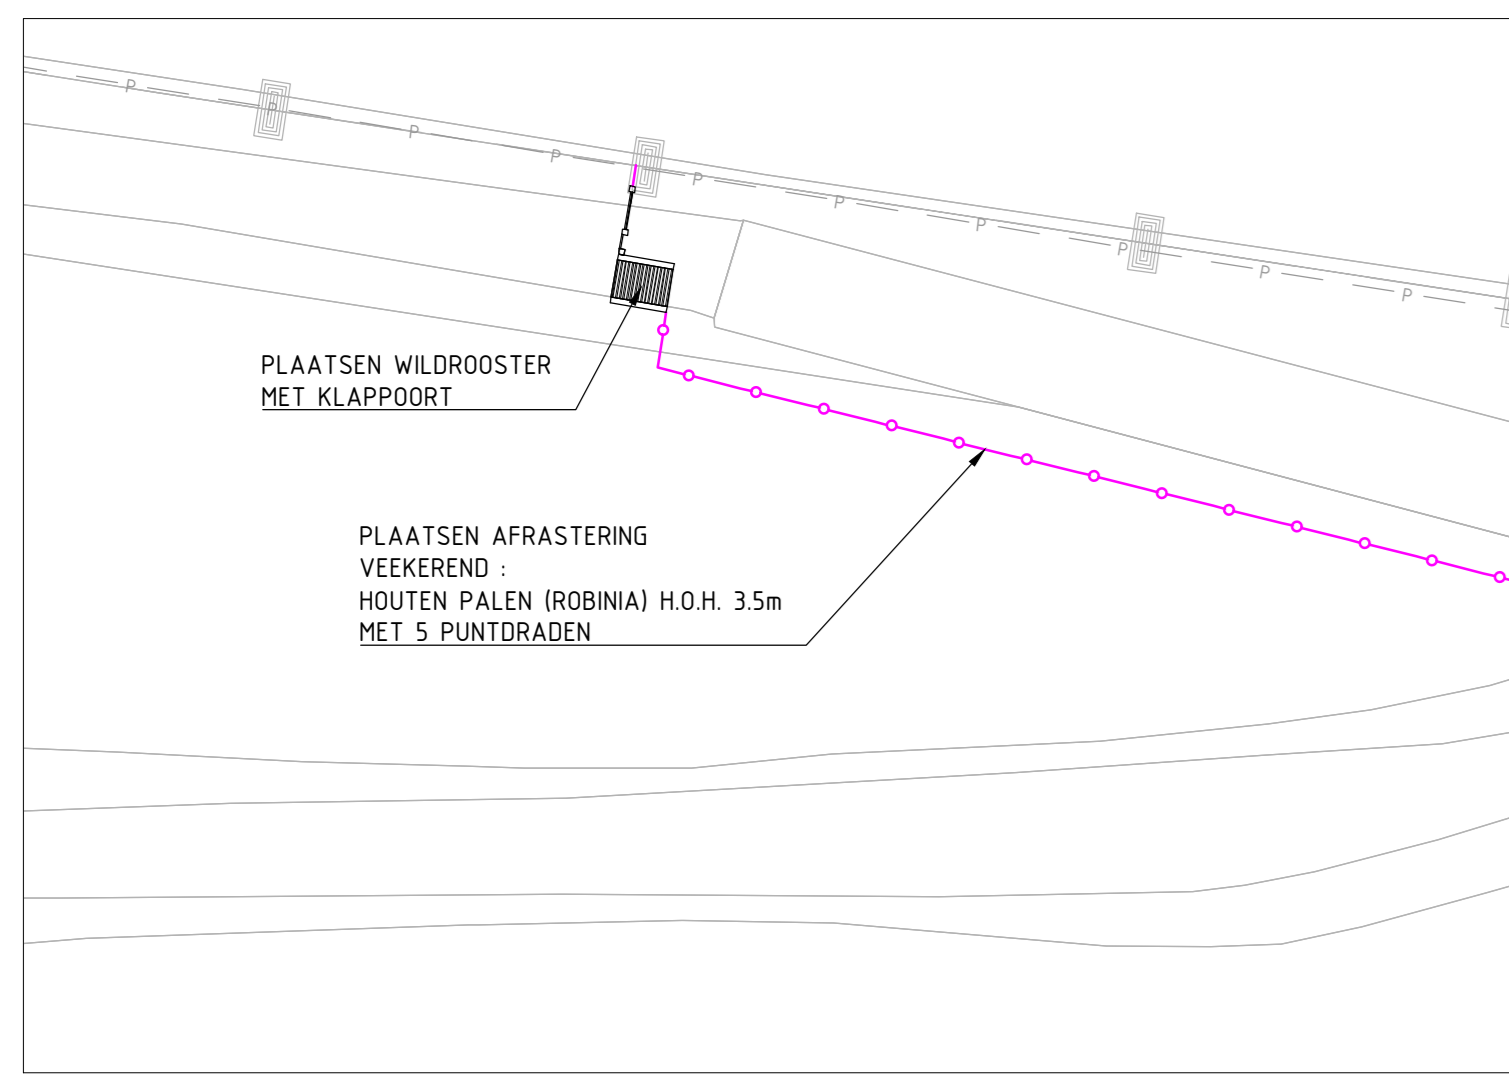 P
P
P
P
P
P
P
P
P
P
PLAATSEN WILDROOSTER
MET KLAPPOORT
PLAATSEN AFRASTERING
VEEKEREND :
HOUTEN PALEN (ROBINIA) H.O.H. 3.5m
MET 5 PUNTDRADEN